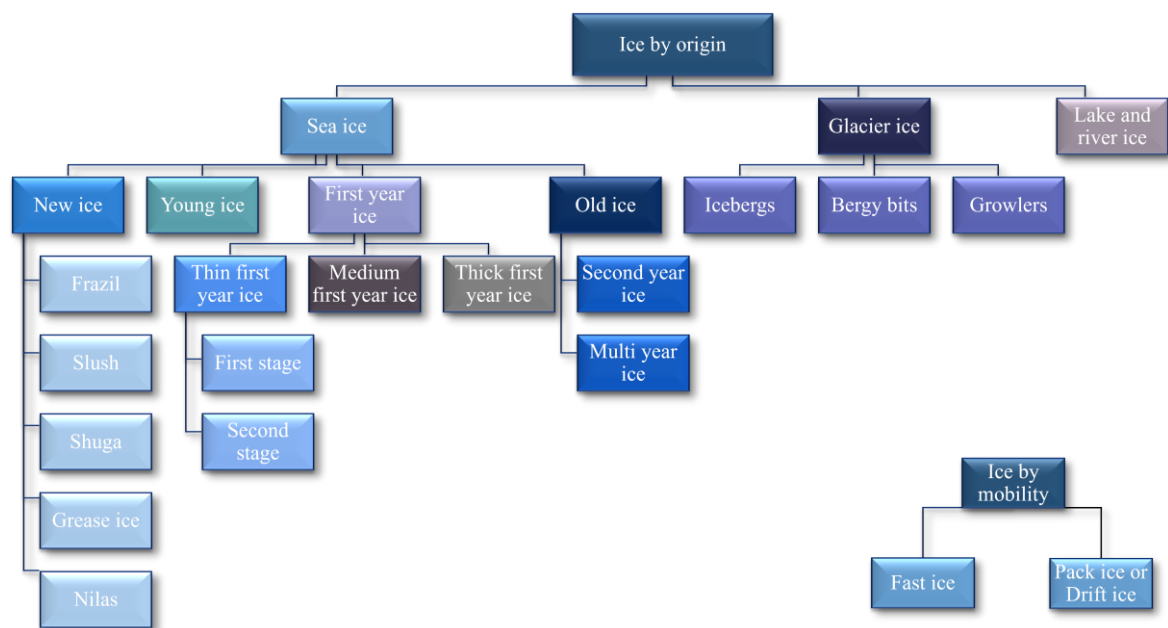 Ice by origin
Sea ice
Glacier ice
Lake and
river ice
New ice
Young ice
First year
ice
Old ice
Icebergs
Bergy bits
Growlers
Frazil
Thin first
year ice
Medium
first year ice
Thick first
year ice
Second year
ice
Slush
First stage
Multi year
ice
Shuga
Second
stage
Grease ice
Nilas
Ice by
mobility
Fast ice
Pack ice or
Drift ice